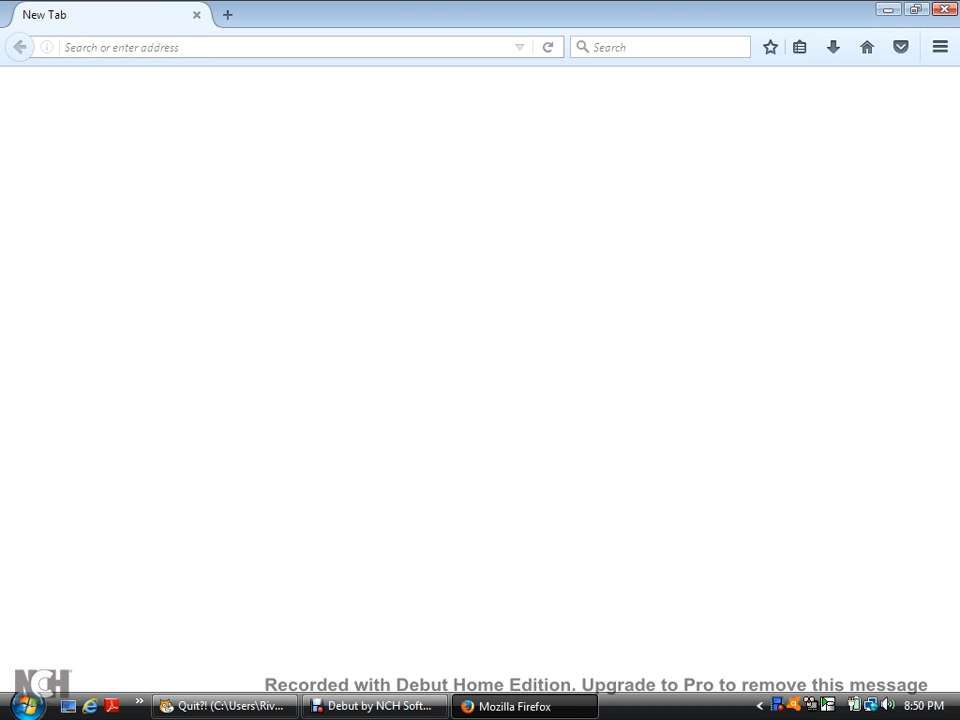 New Tab
Search or enter address
Search
NCH
Recorded with Debut Home Edition. Upgrade to Pro to remove this message
Quit?! (C:\Users\Riv...
Debut by NCH Soft...
Mozilla Firefox
8:50 PM